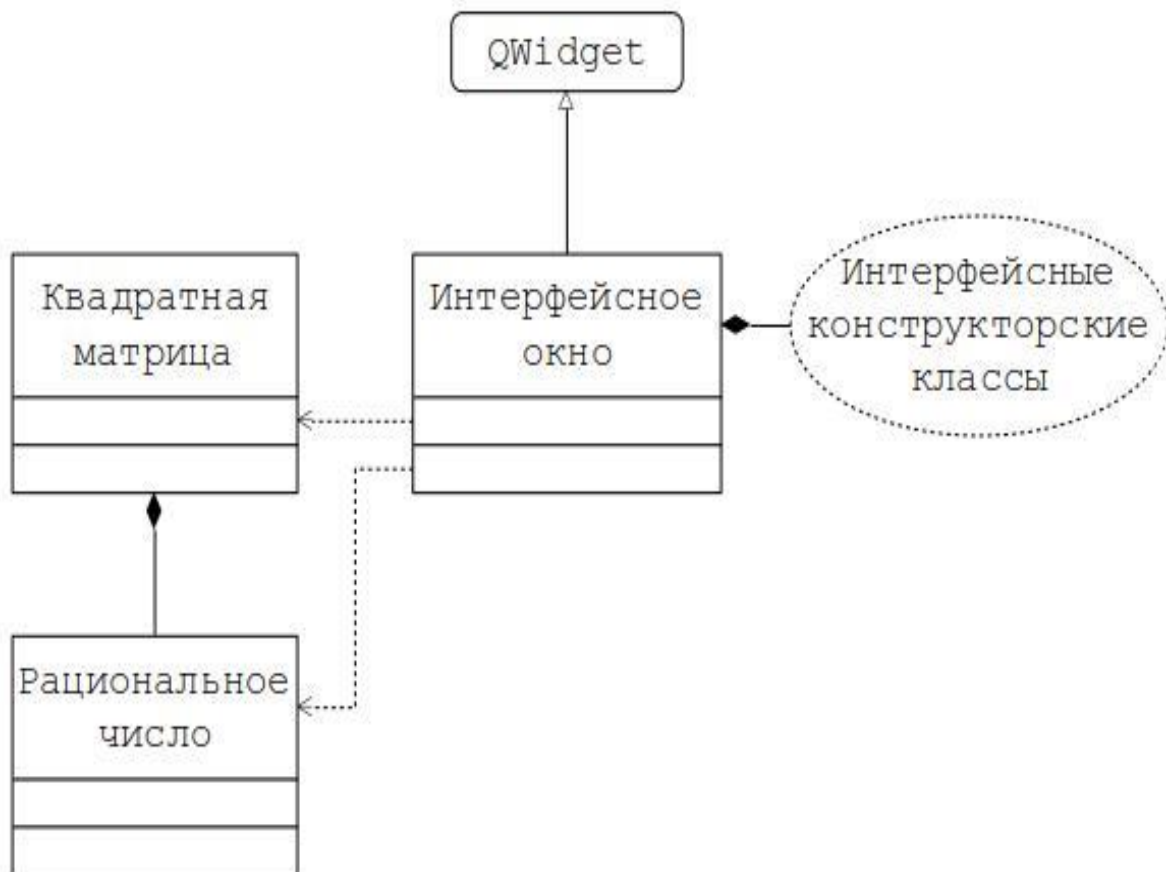 QWidget
Квадратная
матрица
Интерфейсное
окно
Интерфейсные
конструкторские
классы
Рациональное
число